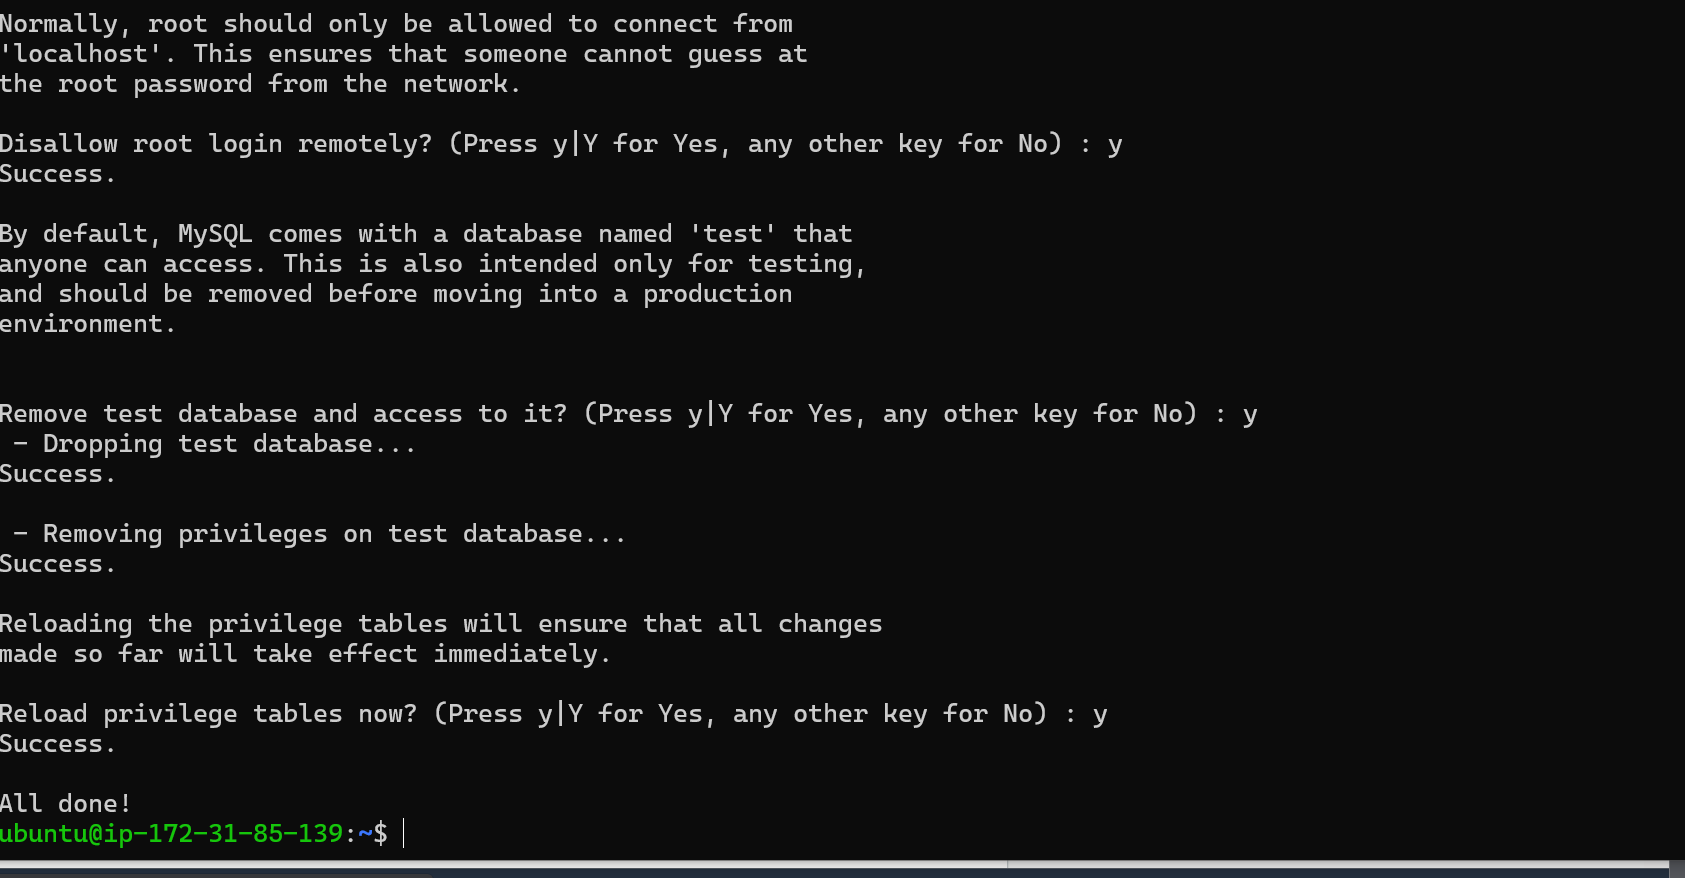 Normally, root should only be allowed to connect from
'localhost'. This ensures that someone cannot guess at
the root password from the network.
Disallow root login remotely? (Press y|Y for Yes, any other key for No) : y
Success.
By default, MySQL comes with a database named 'test' that
anyone can access. This is also intended only for testing,
and should be removed before moving into a production
environment.
Remove test database and access to it? (Press y|Y for Yes, any other key for No) : y
 - Dropping test database...
Success.
 - Removing privileges on test database...
Success.
Reloading the privilege tables will ensure that all changes
made so far will take effect immediately.
Reload privilege tables now? (Press y|Y for Yes, any other key for No) : y
Success.
All done!
ubuntu@ip-172-31-85-139:~$